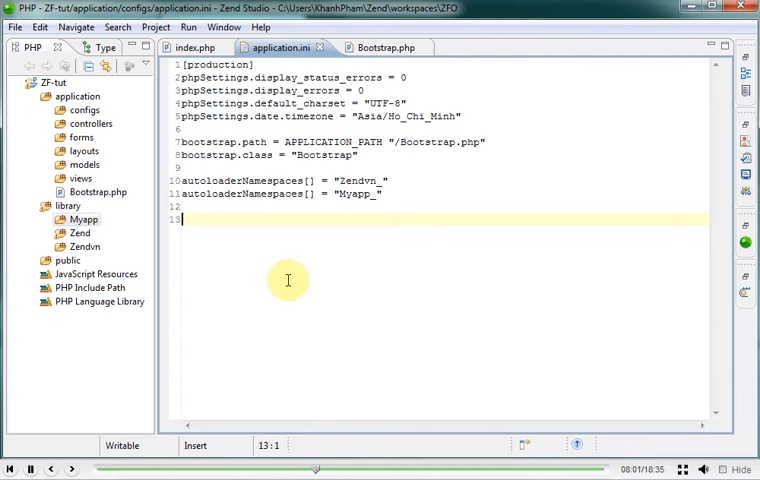 PHP - ZF-tut/application/configs/application.ini - Zend Studio - C:\Users\KhanhPham\Zend\workspaces\ZFO
File Edit Navigate Search Project Run Window Help
PHP Type
index.php application.ini Bootstrap.php
ZF-tut
application
configs
controllers
forms
layouts
models
views
Bootstrap.php
library
Myapp
Zend
Zendvn
public
JavaScript Resources
PHP Include Path
PHP Language Library
1 [production]
2 phpSettings.display_status_errors = 0
3 phpSettings.display_errors = 0
4 phpSettings.default_charset = "UTF-8"
5 phpSettings.date.timezone = "Asia/Ho_Chi_Minh"
6
7 bootstrap.path = APPLICATION_PATH "/Bootstrap.php"
8 bootstrap.class = "Bootstrap"
9
10 autoloaderNamespaces[] = "Zendvn_"
11 autoloaderNamespaces[] = "Myapp_"
12
13
Writable Insert 13 : 1
08:01/18:35 Hide